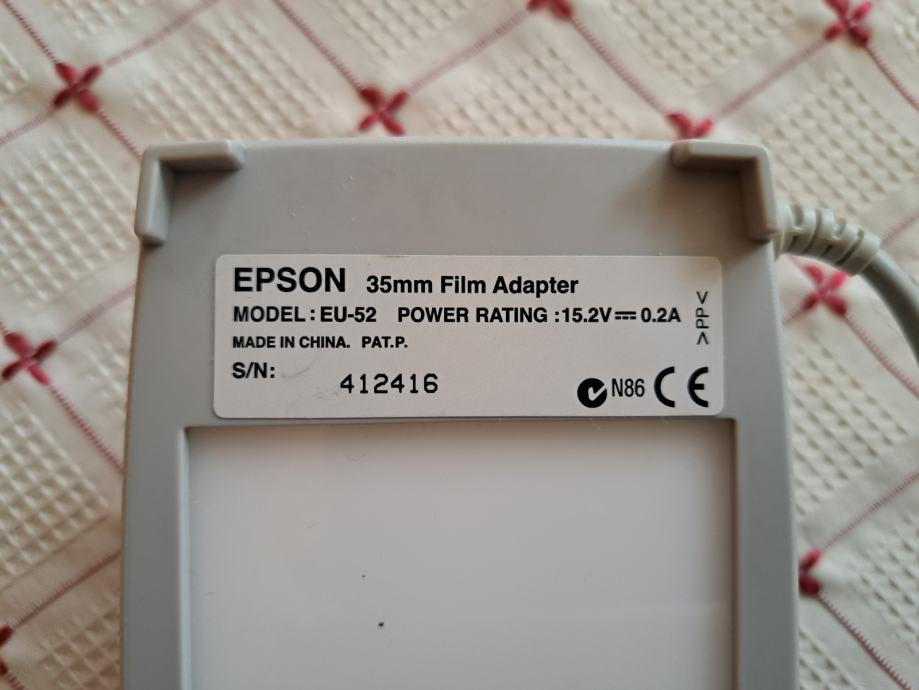 EPSON 35mm Film Adapter
MODEL: EU-52 POWER RATING :15.2V⎓0.2A
MADE IN CHINA. PAT.P.
S/N: 412416
N86 CE
>PP<